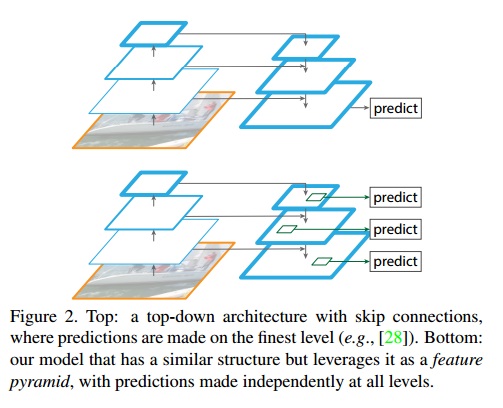 predict
predict
predict
predict
Figure 2. Top: a top-down architecture with skip connections,
where predictions are made on the finest level (e.g., [28]). Bottom:
our model that has a similar structure but leverages it as a feature
pyramid, with predictions made independently at all levels.